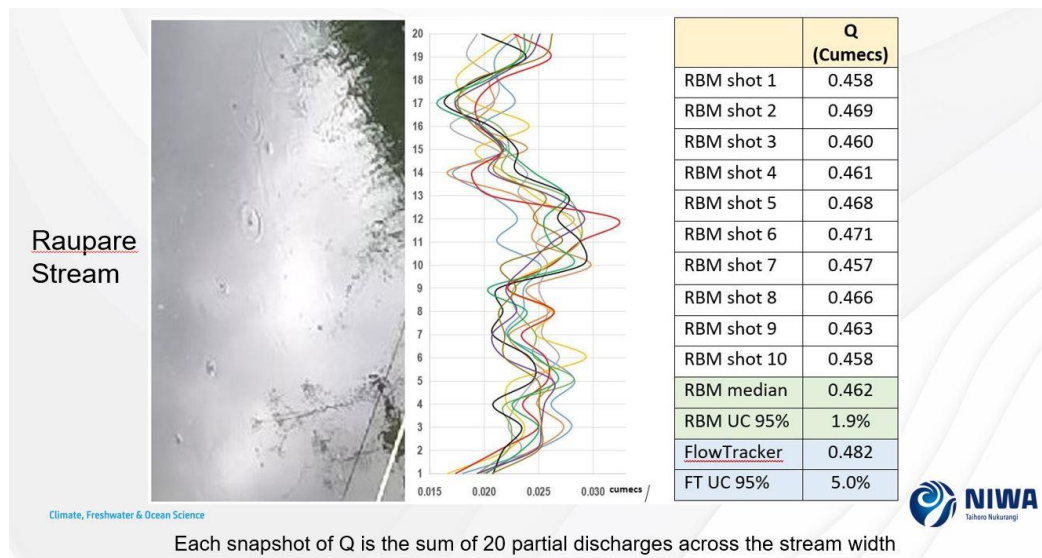 Raupare
Stream
20
19
18
17
16
15
14
13
12
11
10
9
8
7
6
5
4
3
2
1
0.015 0.020 0.025 0.030 cumecs /
Q
(Cumecs)
RBM shot 1 0.458
RBM shot 2 0.469
RBM shot 3 0.460
RBM shot 4 0.461
RBM shot 5 0.468
RBM shot 6 0.471
RBM shot 7 0.457
RBM shot 8 0.466
RBM shot 9 0.463
RBM shot 10 0.458
RBM median 0.462
RBM UC 95% 1.9%
FlowTracker 0.482
FT UC 95% 5.0%
Climate, Freshwater & Ocean Science
NIWA
Taihoro Nukurangi
Each snapshot of Q is the sum of 20 partial discharges across the stream width